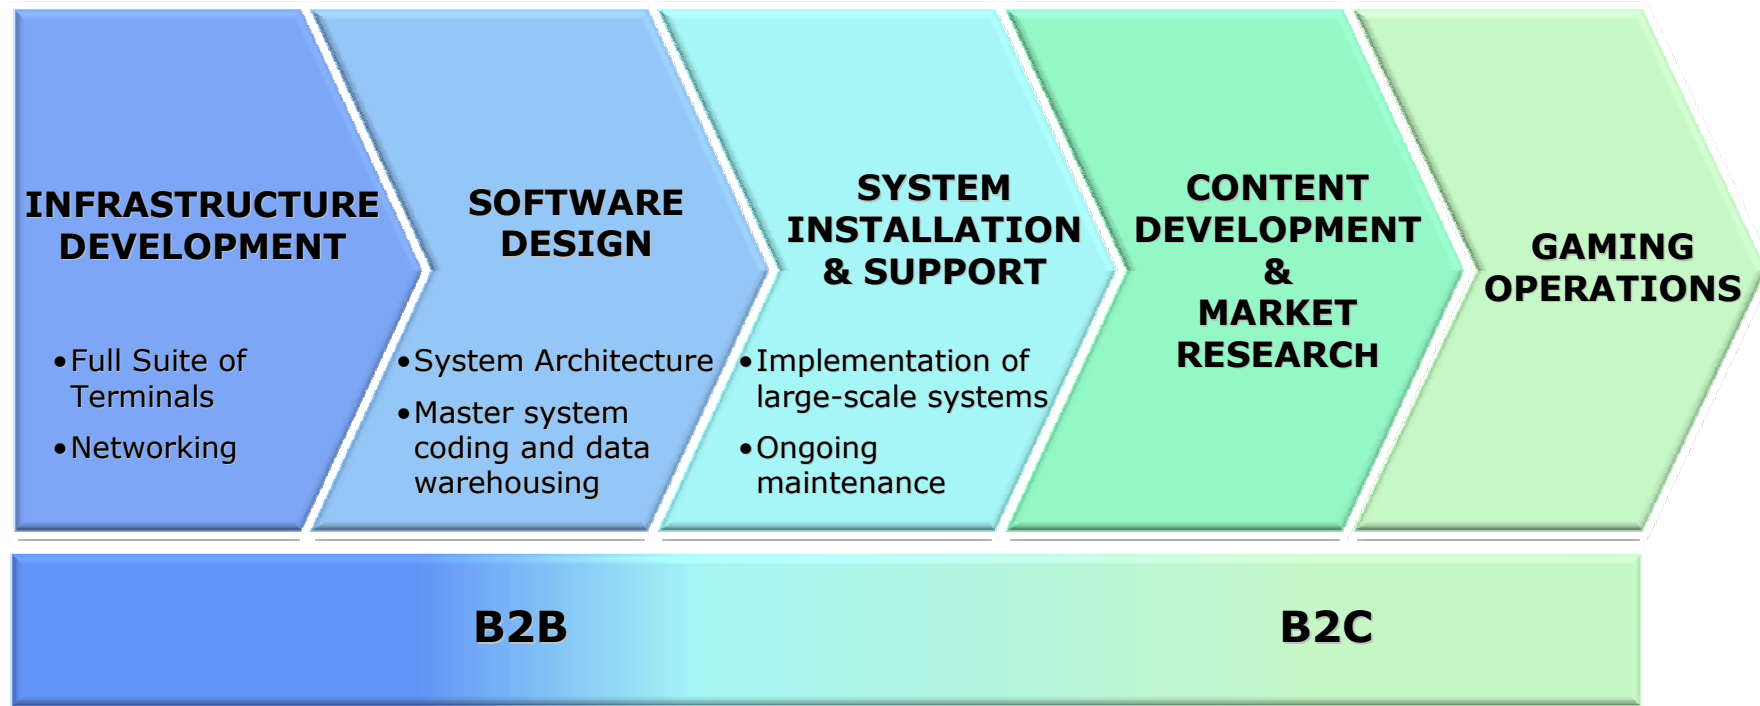 INFRASTRUCTURE
DEVELOPMENT
•Full Suite of
Terminals
•Networking
SOFTWARE
DESIGN
•System Architecture
•Master system
coding and data
warehousing
SYSTEM
INSTALLATION
& SUPPORT
•Implementation of
large-scale systems
•Ongoing
maintenance
CONTENT
DEVELOPMENT
&
MARKET
RESEARCH
GAMING
OPERATIONS
B2B
B2C